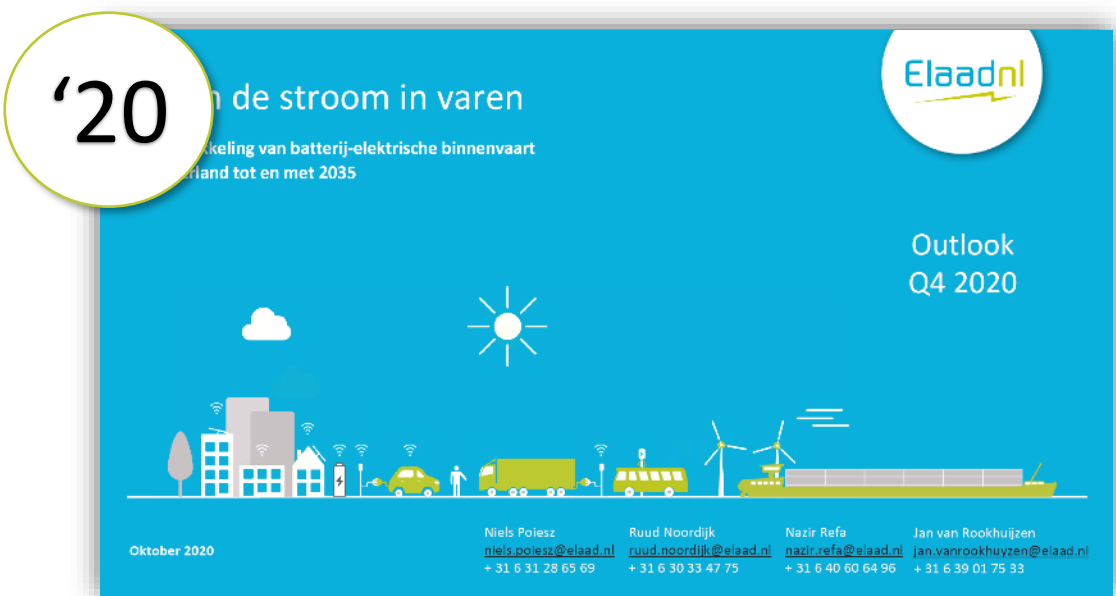 ‘20
de stroom in varen
keling van batterij-elektrische binnenvaart
rland tot en met 2035
Elaadnl
Outlook
Q4 2020
Oktober 2020
Niels Poiesz
niels.poiesz@elaad.nl
+ 31 6 31 28 65 69
Ruud Noordijk
ruud.noordijk@elaad.nl
+ 31 6 30 33 47 75
Nazir Refa
nazir.refa@elaad.nl
+ 31 6 40 60 64 96
Jan van Rookhuijzen
jan.vanrookhuyzen@elaad.nl
+ 31 6 39 01 75 33